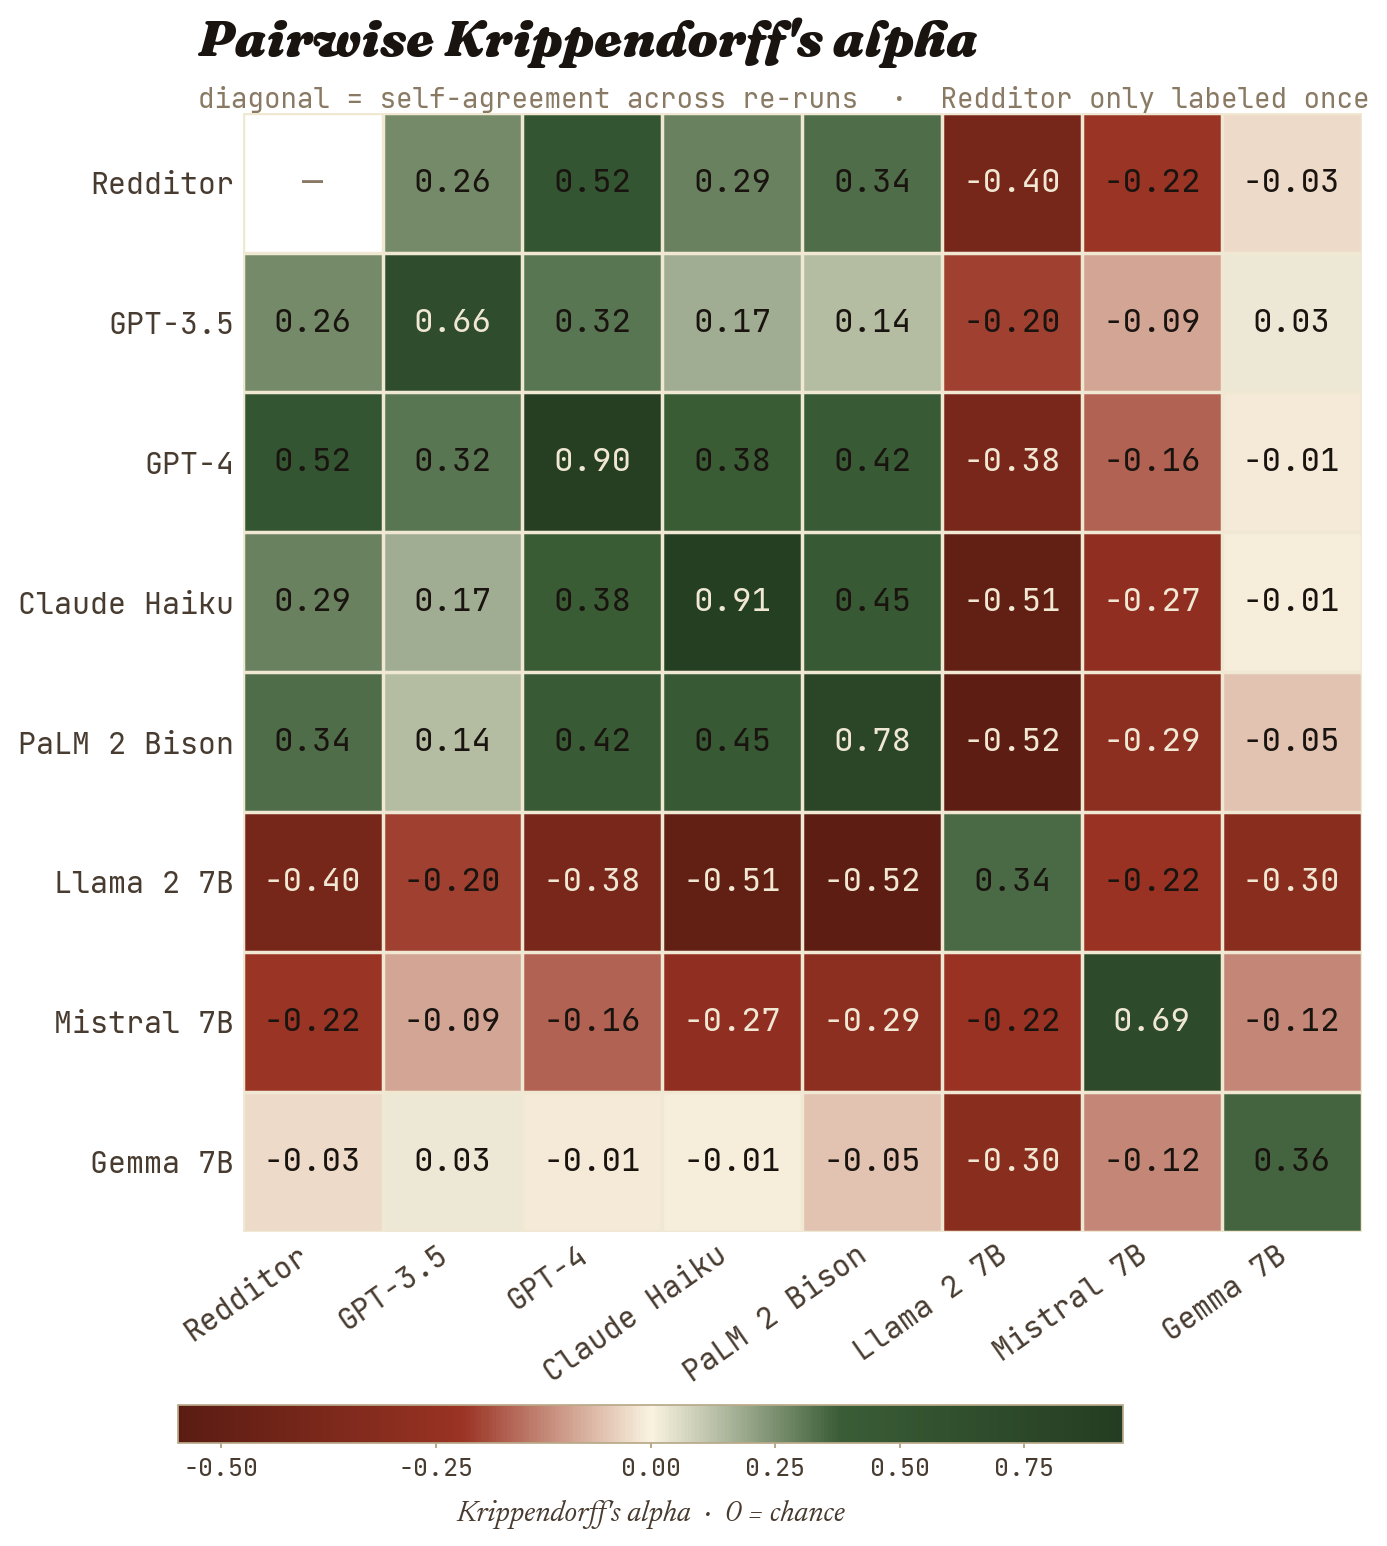 Pairwise Krippendorff's alpha
diagonal = self-agreement across re-runs · Redditor only labeled once
Redditor — 0.26 0.52 0.29 0.34 -0.40 -0.22 -0.03
GPT-3.5 0.26 0.66 0.32 0.17 0.14 -0.20 -0.09 0.03
GPT-4 0.52 0.32 0.90 0.38 0.42 -0.38 -0.16 -0.01
Claude Haiku 0.29 0.17 0.38 0.91 0.45 -0.51 -0.27 -0.01
PaLM 2 Bison 0.34 0.14 0.42 0.45 0.78 -0.52 -0.29 -0.05
Llama 2 7B -0.40 -0.20 -0.38 -0.51 -0.52 0.34 -0.22 -0.30
Mistral 7B -0.22 -0.09 -0.16 -0.27 -0.29 -0.22 0.69 -0.12
Gemma 7B -0.03 0.03 -0.01 -0.01 -0.05 -0.30 -0.12 0.36
Redditor GPT-3.5 GPT-4 Claude Haiku PaLM 2 Bison Llama 2 7B Mistral 7B Gemma 7B
-0.50 -0.25 0.00 0.25 0.50 0.75
Krippendorff's alpha · 0 = chance